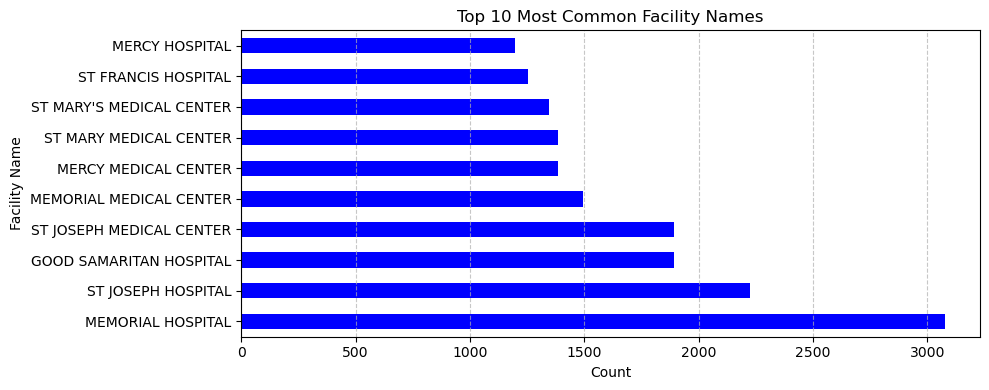 Top 10 Most Common Facility Names
Facility Name
MERCY HOSPITAL
ST FRANCIS HOSPITAL
ST MARY'S MEDICAL CENTER
ST MARY MEDICAL CENTER
MERCY MEDICAL CENTER
MEMORIAL MEDICAL CENTER
ST JOSEPH MEDICAL CENTER
GOOD SAMARITAN HOSPITAL
ST JOSEPH HOSPITAL
MEMORIAL HOSPITAL
0 500 1000 1500 2000 2500 3000
Count